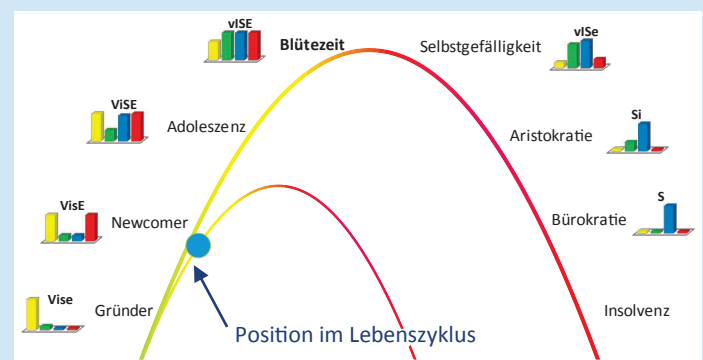 vISE
Blütezeit
Selbstgefälligkeit
vISe
ViSE
Adoleszenz
Aristokratie
Si
VisE
Newcomer
Bürokratie
S
Vise
Gründer
Insolvenz
Position im Lebenszyklus